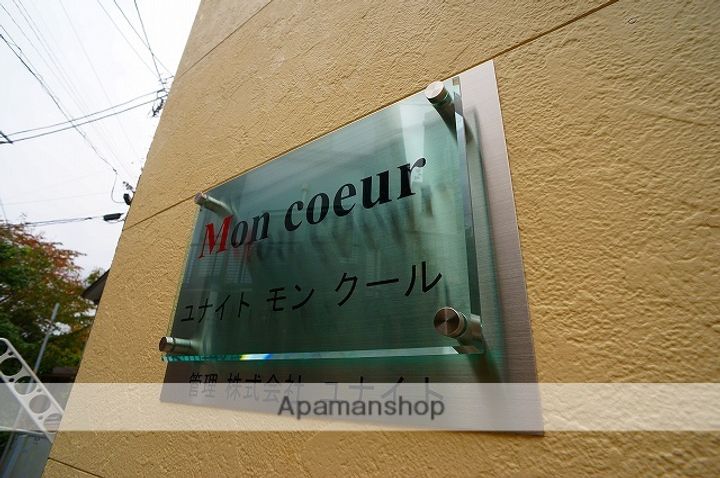 Mon coeur
ユナイト モン クール
管理 株式会社 ユナイト
Apamanshop